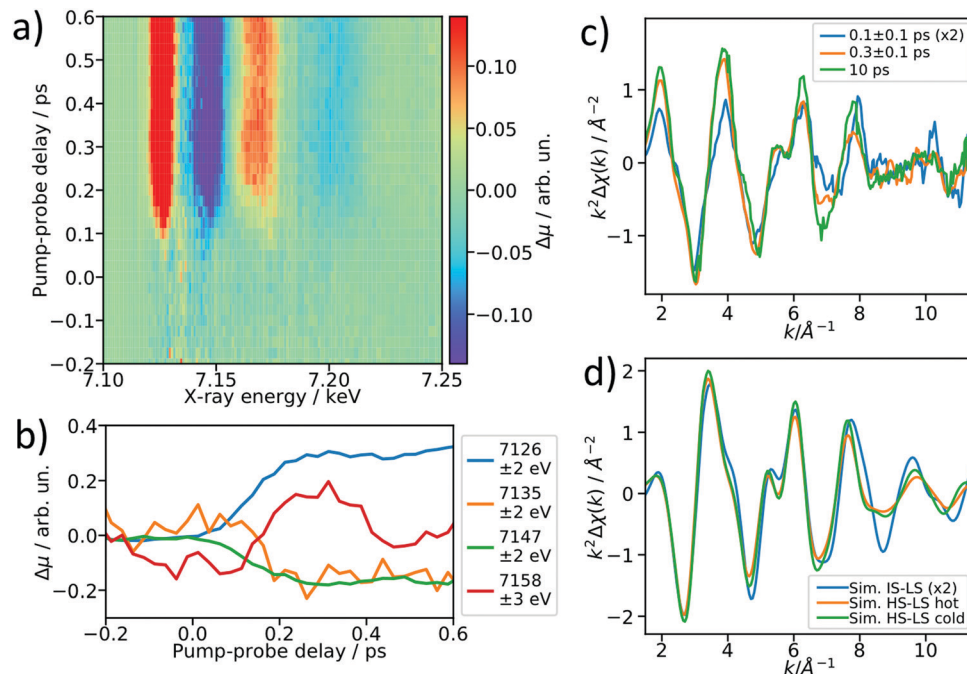 a)
0.6
0.5
0.4
0.3
0.2
0.1
0.0
−0.1
−0.2
Pump-probe delay / ps
7.10
7.15
7.20
7.25
X-ray energy / keV
0.10
0.05
0.00
−0.05
−0.10
Δμ / arb. un.
b)
0.4
0.2
0.0
−0.2
Δμ / arb. un.
−0.2
0.0
0.2
0.4
0.6
Pump-probe delay / ps
7126
±2 eV
7135
±2 eV
7147
±2 eV
7158
±3 eV
c)
0.1±0.1 ps (x2)
0.3±0.1 ps
10 ps
1
0
−1
k²Δχ(k) / Å⁻²
2
4
6
8
10
k/Å⁻¹
d)
2
1
0
−1
−2
k²Δχ(k) / Å⁻²
Sim. IS-LS (x2)
Sim. HS-LS hot
Sim. HS-LS cold
2
4
6
8
10
k/Å⁻¹